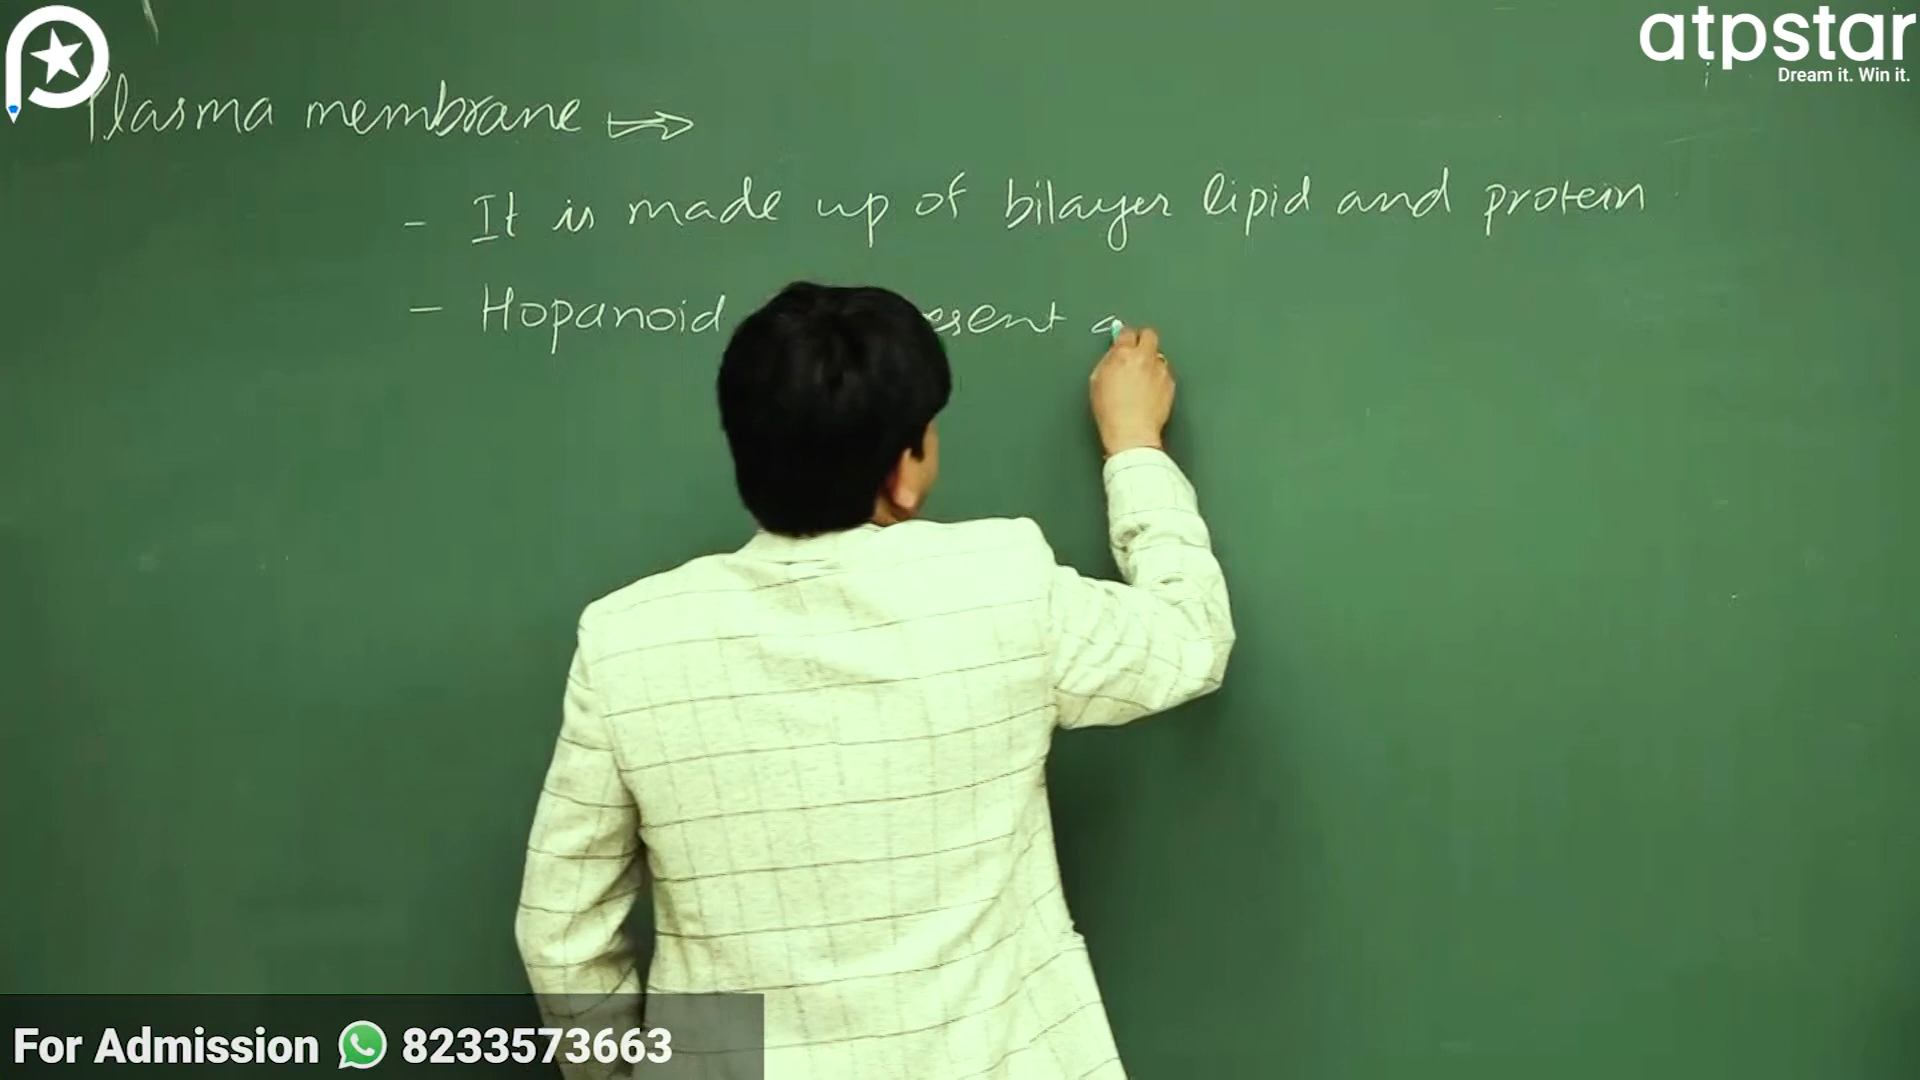 atpstar
Dream it. Win it.
Plasma membrane
- It is made up of bilayer lipid and protein
- Hopanoid
For Admission 8233573663